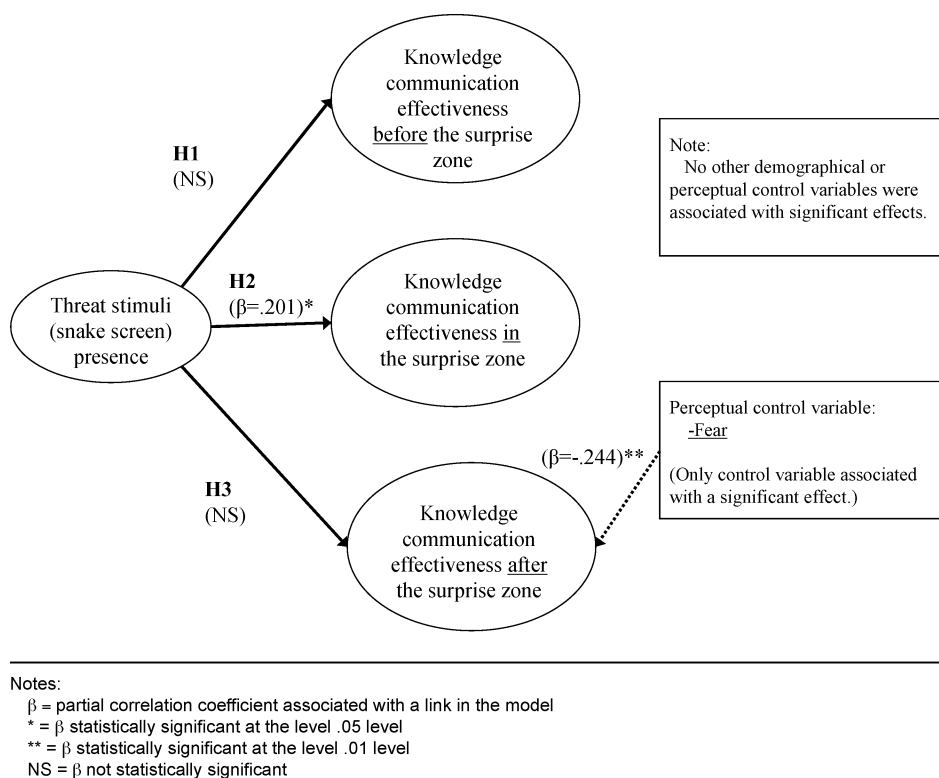 Knowledge
communication
effectiveness
before the surprise
zone
H1
(NS)
Note:
No other demographical or
perceptual control variables were
associated with significant effects.
H2
(β=.201)*
Threat stimuli
(snake screen)
presence
Knowledge
communication
effectiveness in
the surprise zone
Perceptual control variable:
-Fear
(Only control variable associated
with a significant effect.)
(β=-.244)**
H3
(NS)
Knowledge
communication
effectiveness after
the surprise zone
Notes:
β = partial correlation coefficient associated with a link in the model
* = β statistically significant at the level .05 level
** = β statistically significant at the level .01 level
NS = β not statistically significant